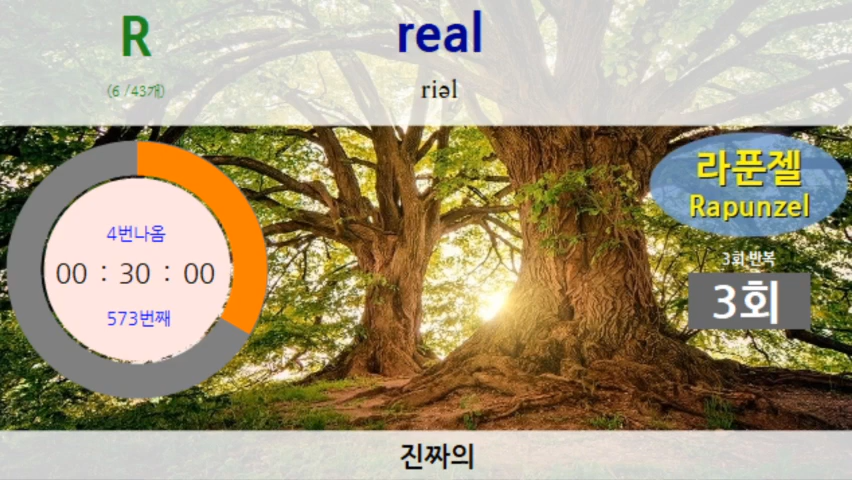 R
(6 /43개)
real
riəl
4번나옴
00 : 30 : 00
573번째
라푼젤
Rapunzel
3회 반복
3회
진짜의